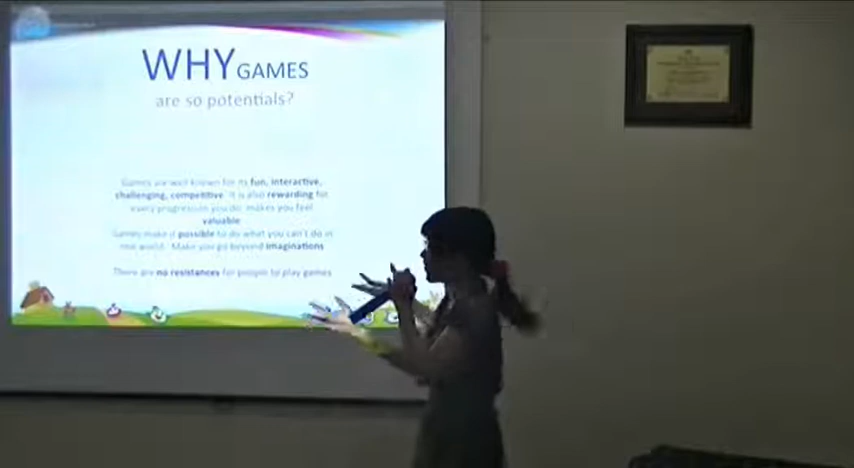 WHY GAMES
are so potentials?
Games are well known for its fun, interactive,
challenging, competitive. It is also rewarding for
every progression you do, makes you feel
valuable
Games make it possible to do what you can't do in
real world. Make you go beyond imaginations
There are no resistances for people to play games